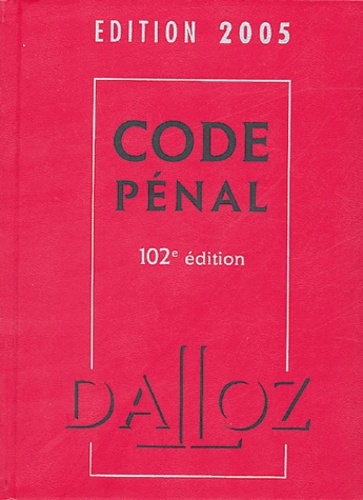 EDITION 2005
CODE
PÉNAL
102e édition
DALLOZ